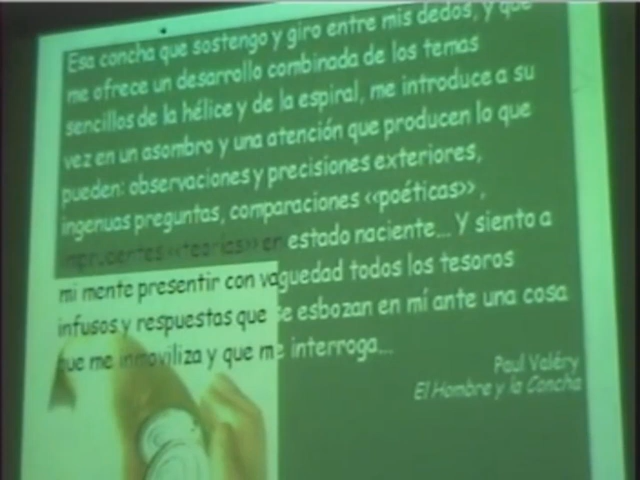 Esa concha que sostengo y giro entre mis dedos, y que
me ofrece un desarrollo combinada de los temas
sencillos de la hélice y de la espiral, me introduce a su
vez en un asombro y una atención que producen lo que
pueden: observaciones y precisiones exteriores,
ingenuas preguntas, comparaciones «poéticas»,
imprudentes «teorías» en estado naciente... Y siento a
mi mente presentir con vaguedad todos los tesoros
infusos y respuestas que se esbozan en mí ante una cosa
que me inmoviliza y que me interroga...
Paul Valéry
El Hombre y la Concha